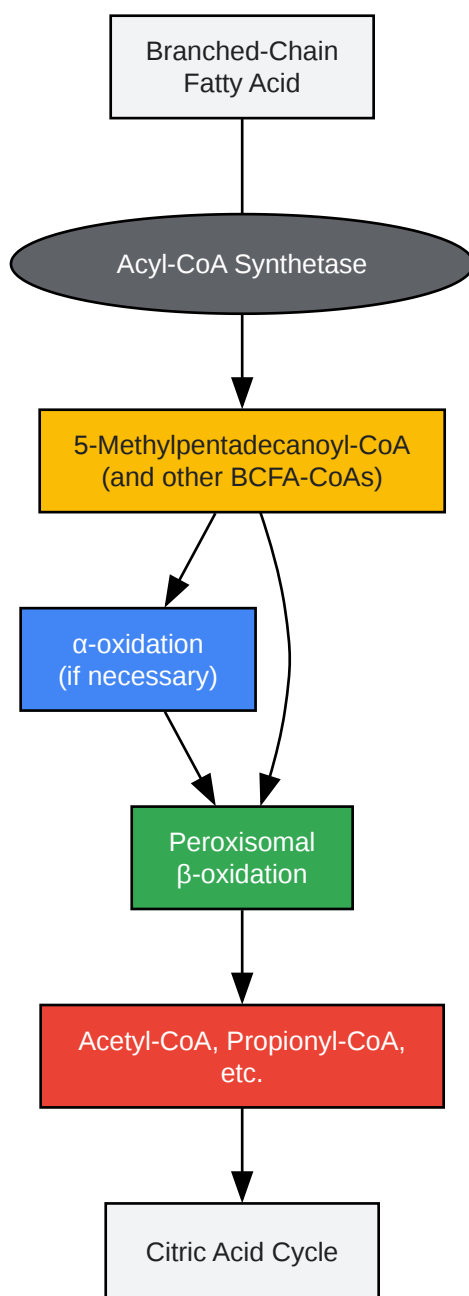 Branched-Chain
Fatty Acid
Acyl-CoA Synthetase
5-Methylpentadecanoyl-CoA
(and other BCFA-CoAs)
α-oxidation
(if necessary)
Peroxisomal
β-oxidation
Acetyl-CoA, Propionyl-CoA,
etc.
Citric Acid Cycle